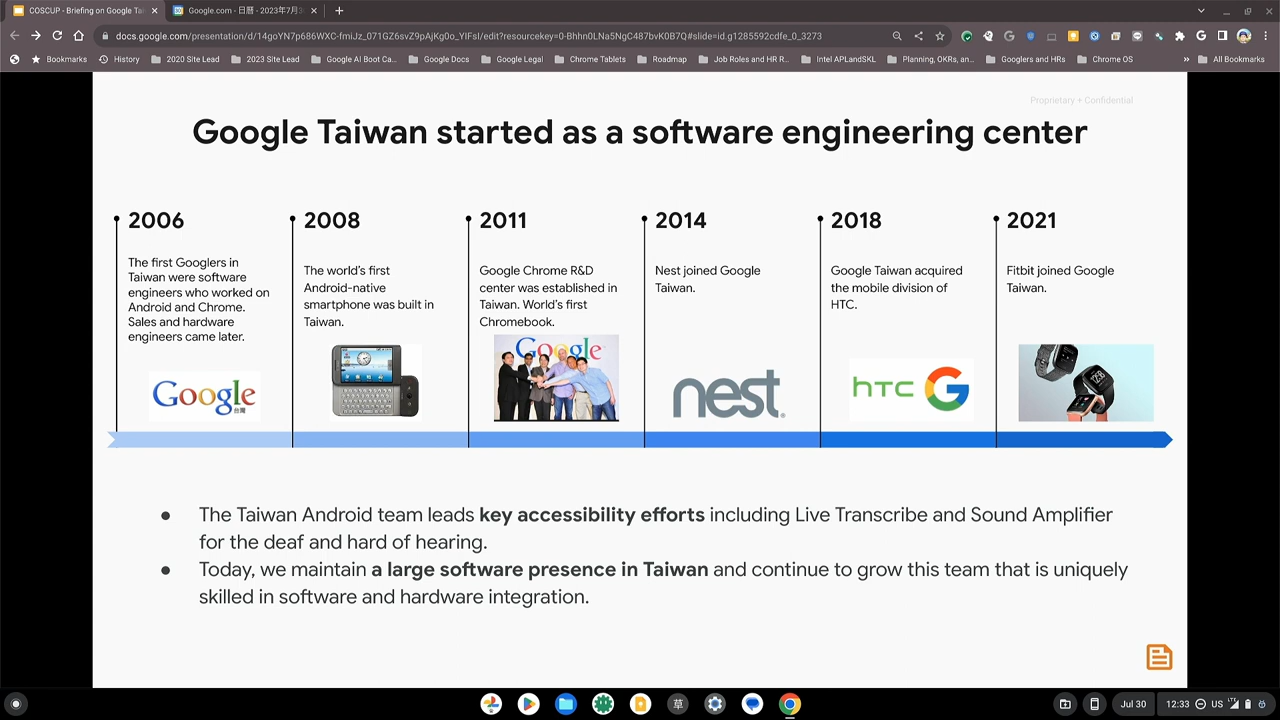 COSCUP - Briefing on Google Tai
Google.com - 日曆 - 2023年7月3
docs.google.com/presentation/d/14goYN7p686WXC-fmiJz_071GZ6svZ9pAjKg0o_YIFsI/edit?resourcekey=0-Bhhn0LNa5NgC487bvK0B7Q#slide=id.g1285592cdfe_0_3273
Bookmarks
History
2020 Site Lead
2023 Site Lead
Google AI Boot Ca...
Google Docs
Google Legal
Chrome Tablets
Roadmap
Job Roles and HR R...
Intel APLandSKL
Planning, OKRs, an...
Googlers and HRs
Chrome OS
All Bookmarks
Proprietary + Confidential
Google Taiwan started as a software engineering center
2006
The first Googlers in
Taiwan were software
engineers who worked on
Android and Chrome.
Sales and hardware
engineers came later.
Google
台灣
2008
The world's first
Android-native
smartphone was built in
Taiwan.
2011
Google Chrome R&D
center was established in
Taiwan. World's first
Chromebook.
Google
2014
Nest joined Google
Taiwan.
nest
2018
Google Taiwan acquired
the mobile division of
HTC.
hTC G
2021
Fitbit joined Google
Taiwan.
● The Taiwan Android team leads key accessibility efforts including Live Transcribe and Sound Amplifier
for the deaf and hard of hearing.
● Today, we maintain a large software presence in Taiwan and continue to grow this team that is uniquely
skilled in software and hardware integration.
草
Jul 30
12:33
US